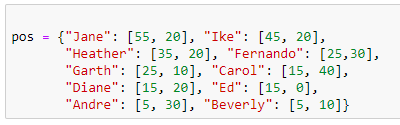 pos = {"Jane": [55, 20], "Ike": [45, 20],
"Heather": [35, 20], "Fernando": [25,30],
"Garth": [25, 10], "Carol": [15, 40],
"Diane": [15, 20], "Ed": [15, 0],
"Andre": [5, 30], "Beverly": [5, 10]}